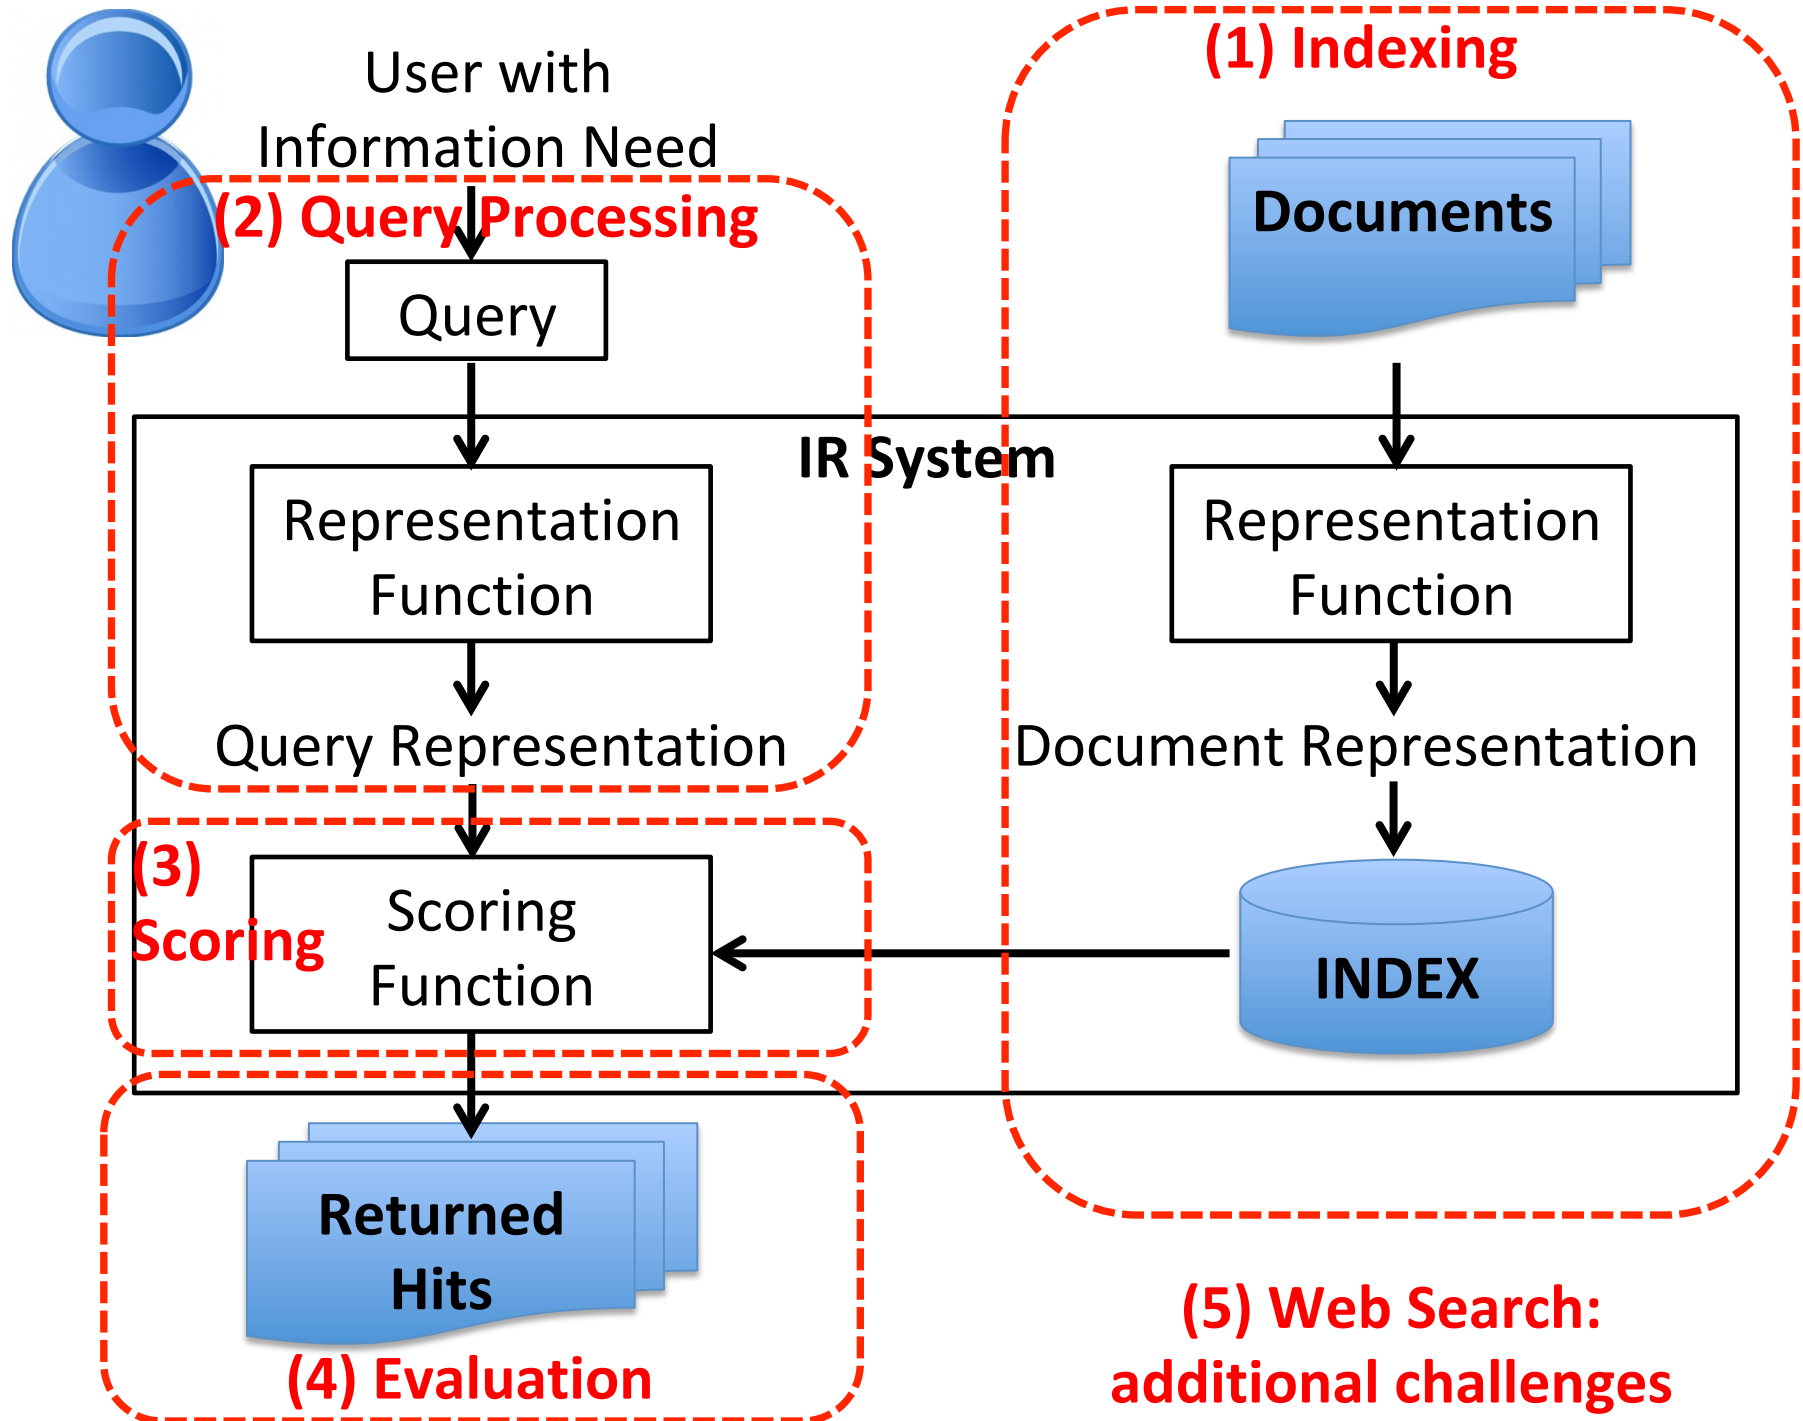 User with
Information Need
(2) Query Processing
Query
Representation
Function
Query Representation
(3)
Scoring
Scoring
Function
Returned
Hits
(4) Evaluation
IR System
(1) Indexing
Documents
Representation
Function
Document Representation
INDEX
(5) Web Search:
additional challenges